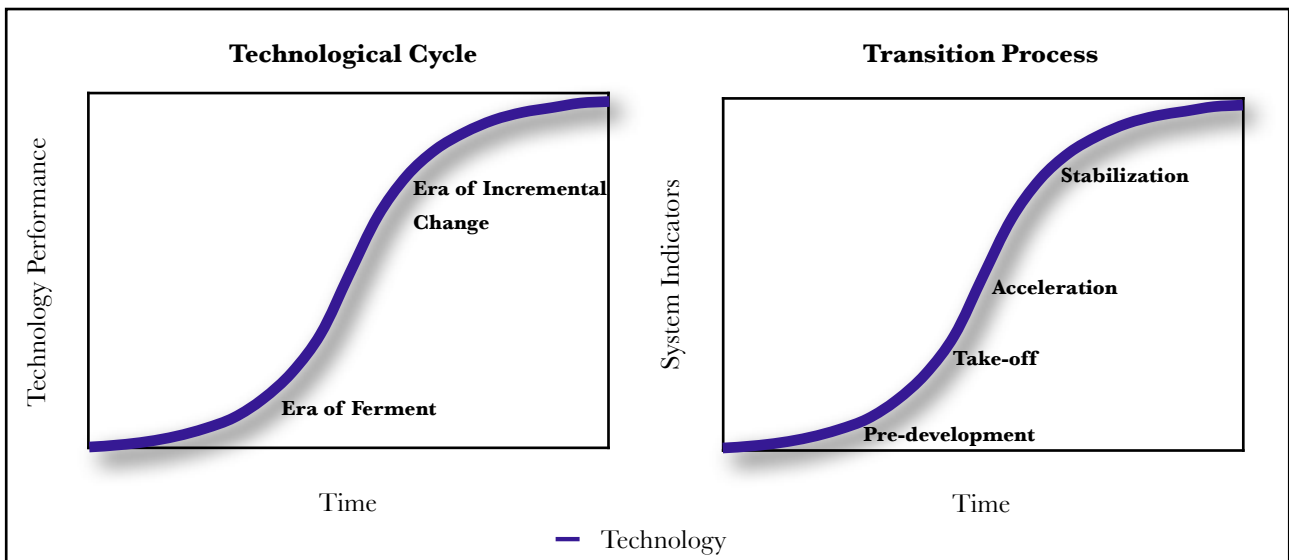 Technological Cycle
Technology Performance
Era of Incremental
Change
Era of Ferment
Time
Transition Process
System Indicators
Stabilization
Acceleration
Take-off
Pre-development
Time
Technology